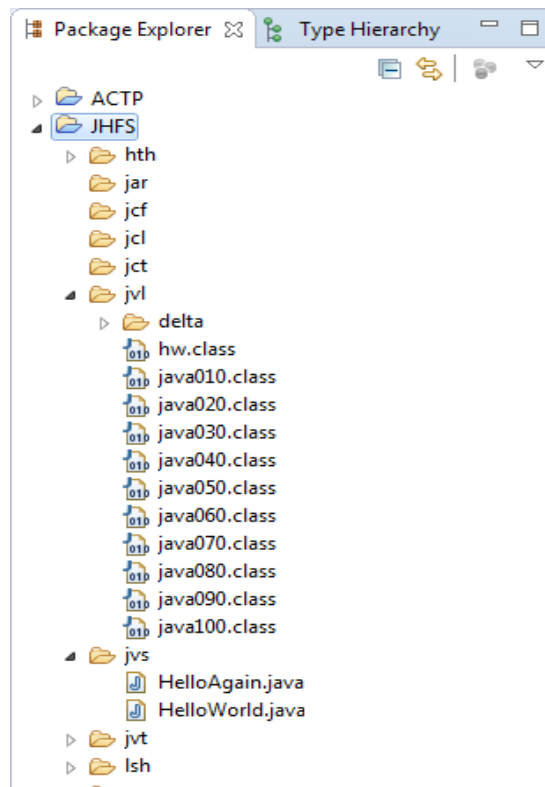 Package Explorer Type Hierarchy
ACTP
JHFS
hth
jar
jcf
jcl
jct
jvl
delta
hw.class
java010.class
java020.class
java030.class
java040.class
java050.class
java060.class
java070.class
java080.class
java090.class
java100.class
jvs
HelloAgain.java
HelloWorld.java
jvt
lsh